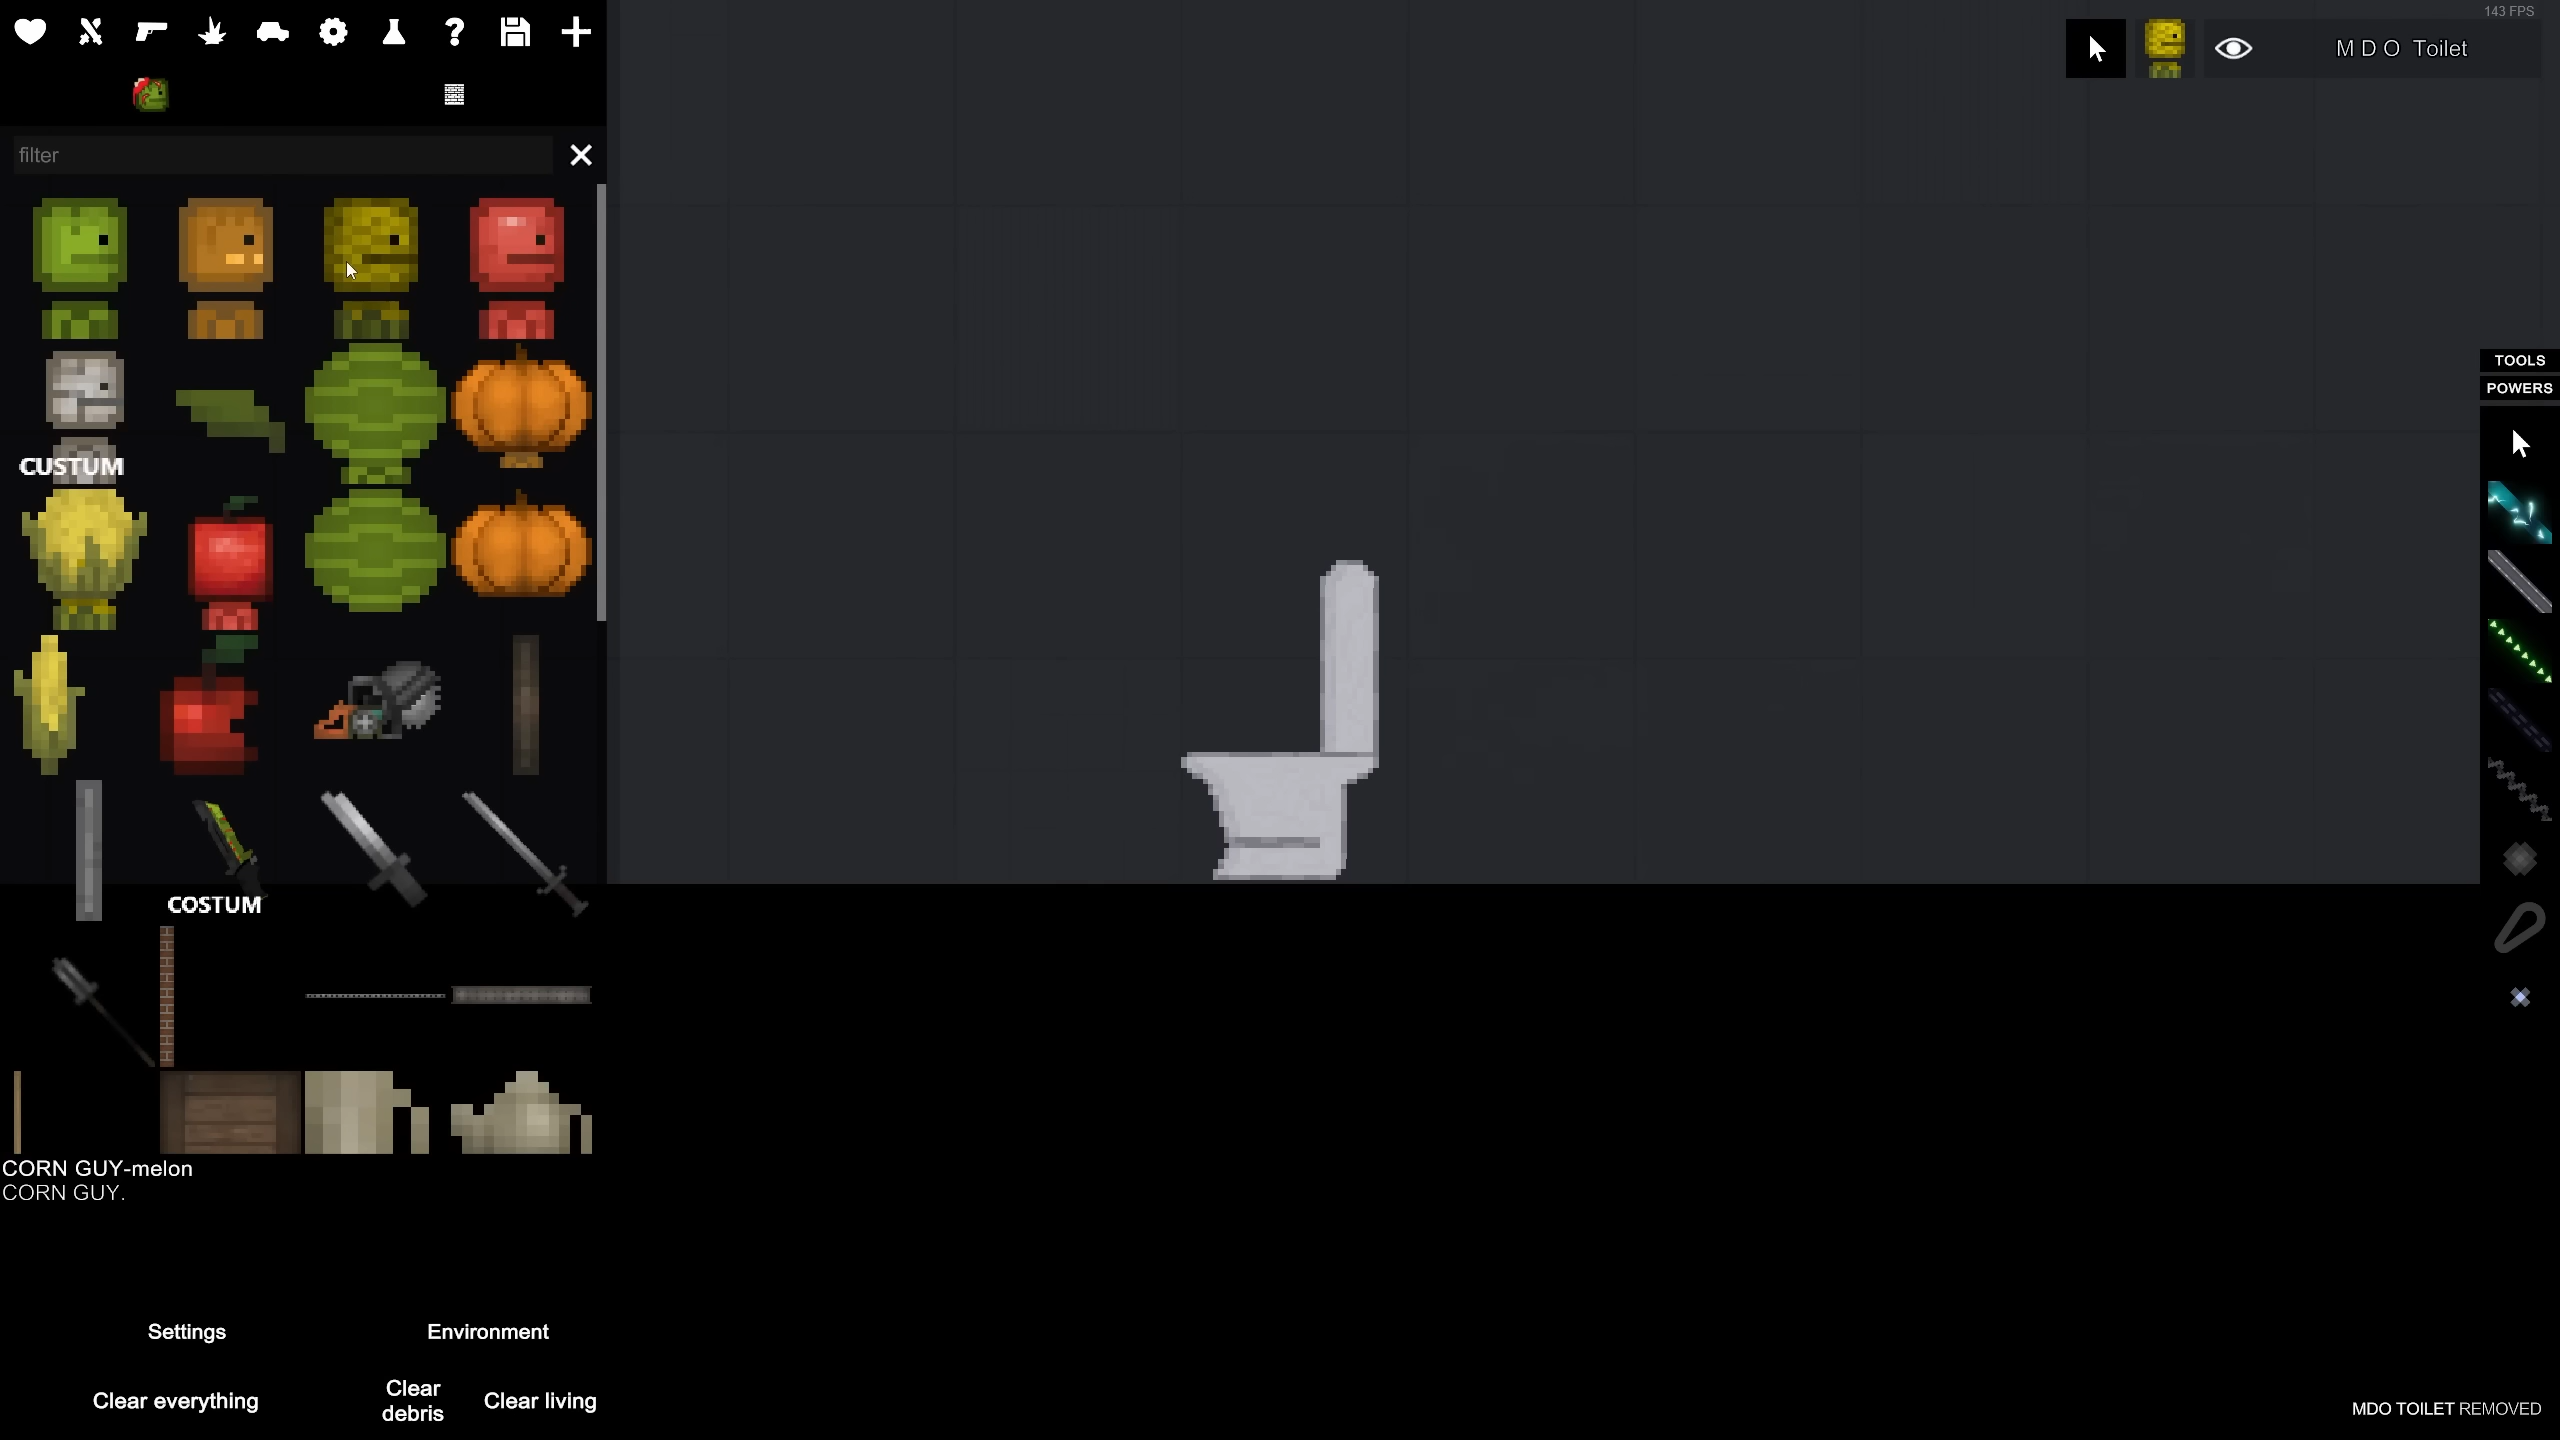 143 FPS
M D O Toilet
filter
TOOLS
POWERS
CUSTUM
COSTUM
CORN GUY-melon
CORN GUY.
Settings
Environment
Clear everything
Clear
debris
Clear living
MDO TOILET REMOVED